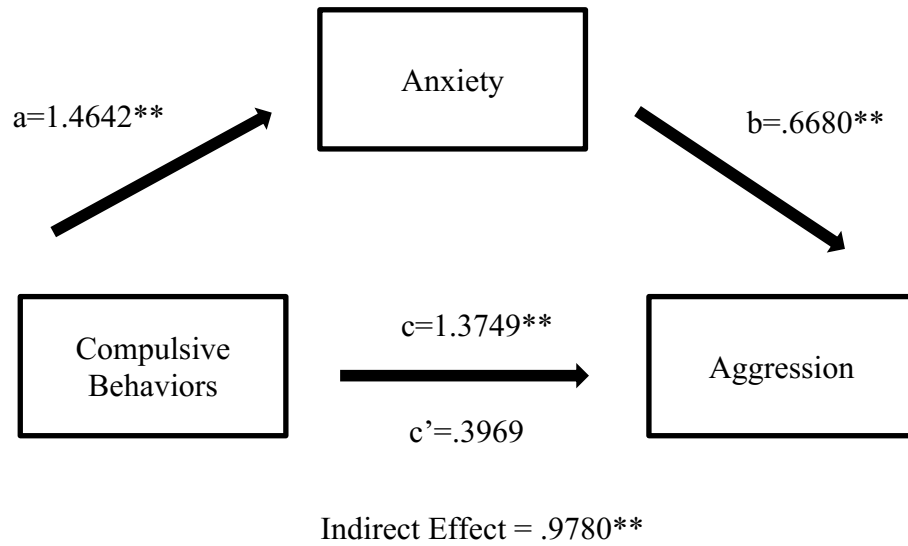 Anxiety
a=1.4642**
b=.6680**
Compulsive
Behaviors
c=1.3749**
c’=.3969
Aggression
Indirect Effect = .9780**